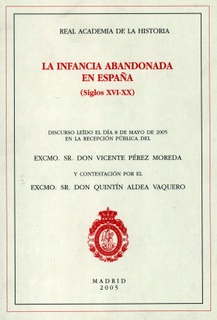 REAL ACADEMIA DE LA HISTORIA
LA INFANCIA ABANDONADA
EN ESPAÑA
(Siglos XVI-XX)
DISCURSO LEÍDO EL DÍA 8 DE MAYO DE 2005
EN LA RECEPCIÓN PÚBLICA DEL
EXCMO. SR. DON VICENTE PÉREZ MOREDA
Y CONTESTACIÓN POR EL
EXCMO. SR. DON QUINTÍN ALDEA VAQUERO
MADRID
2005